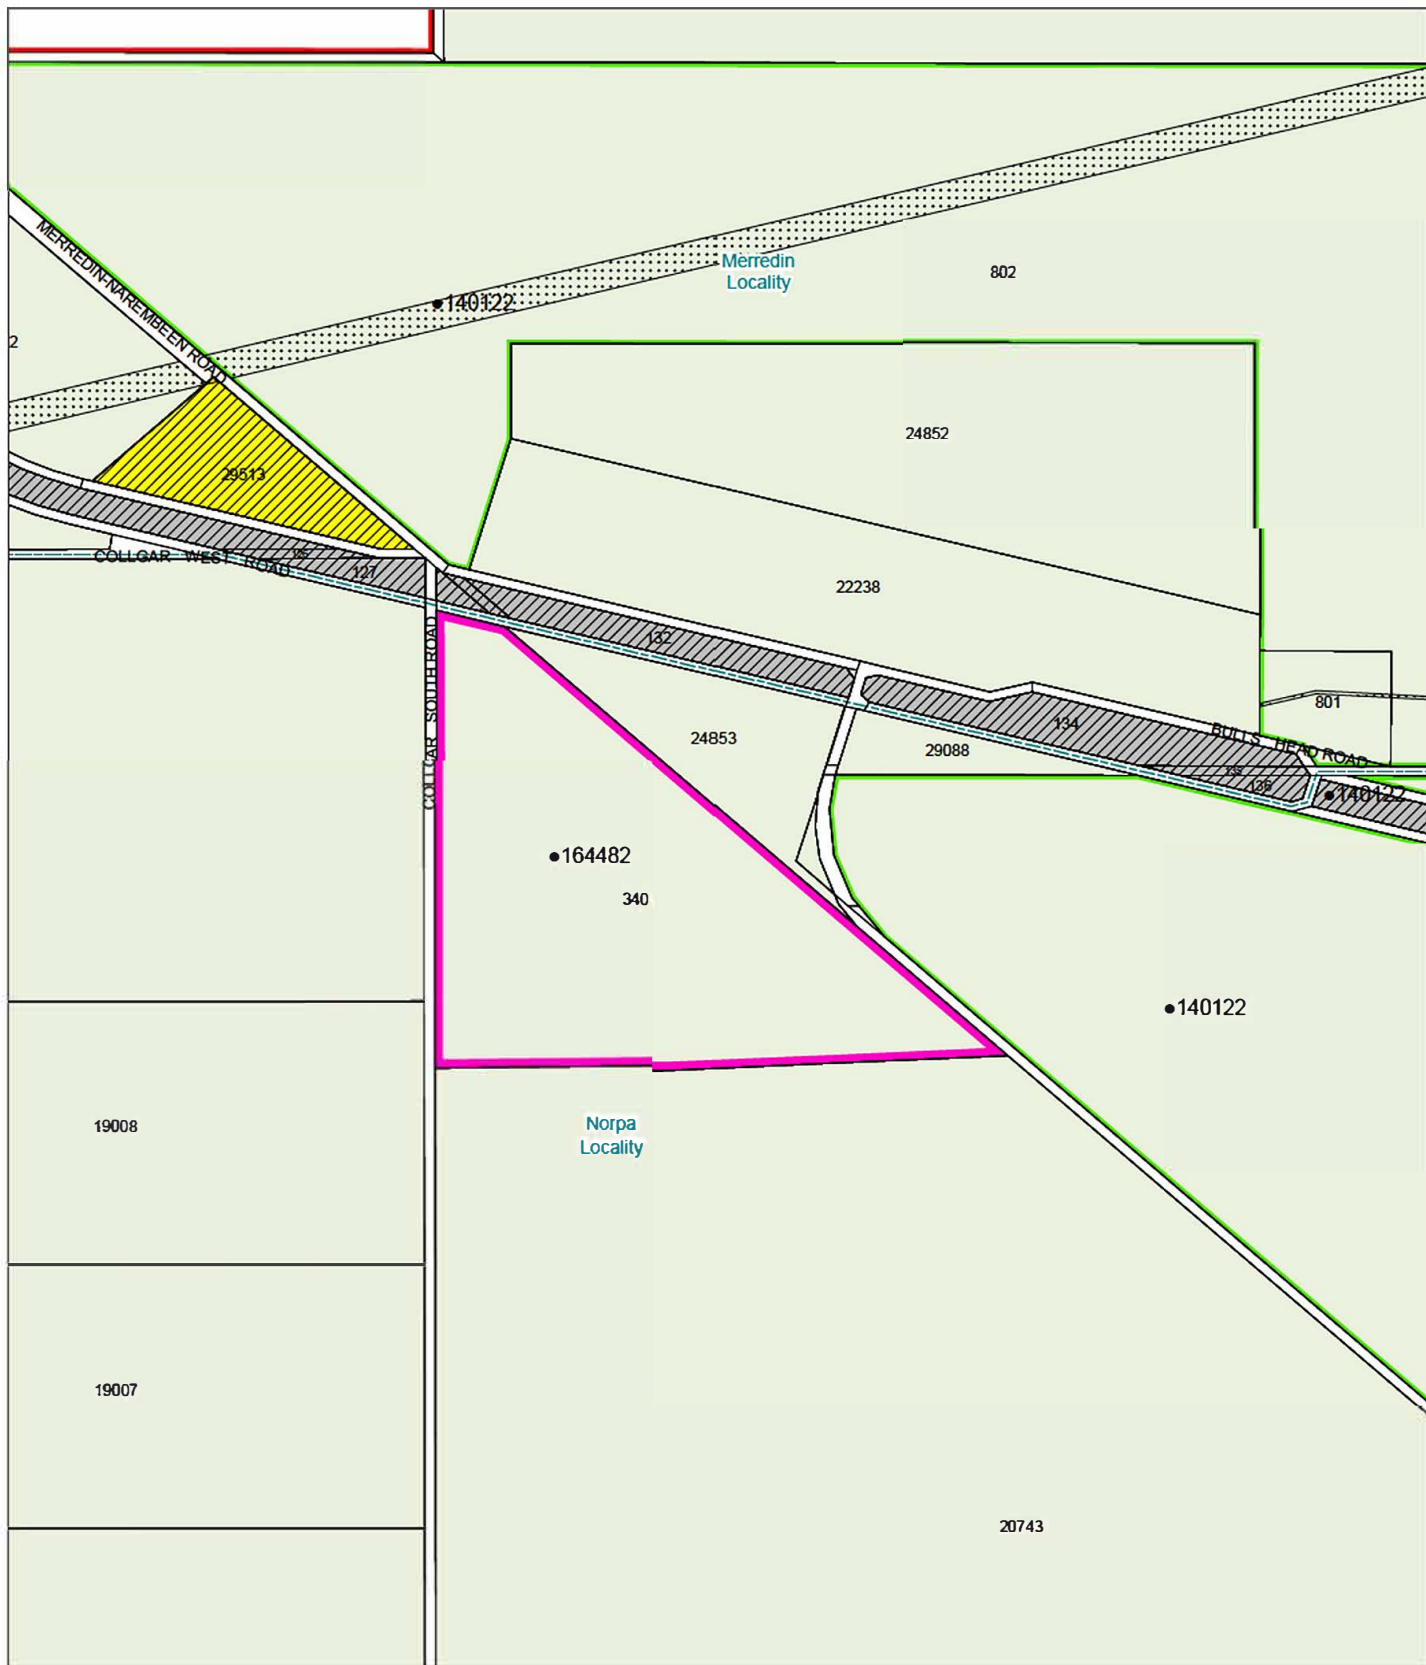 Merredin
Locality
802
●140122
MERREDIN-NAREMBEEN ROAD
2
24852
29513
COLLGAR WEST ROAD
127
22238
132
COLLGAR SOUTH ROAD
24853
134
29088
BULLS HEAD ROAD
801
136
●140122
●164482
340
●140122
Norpa
Locality
19008
19007
20743